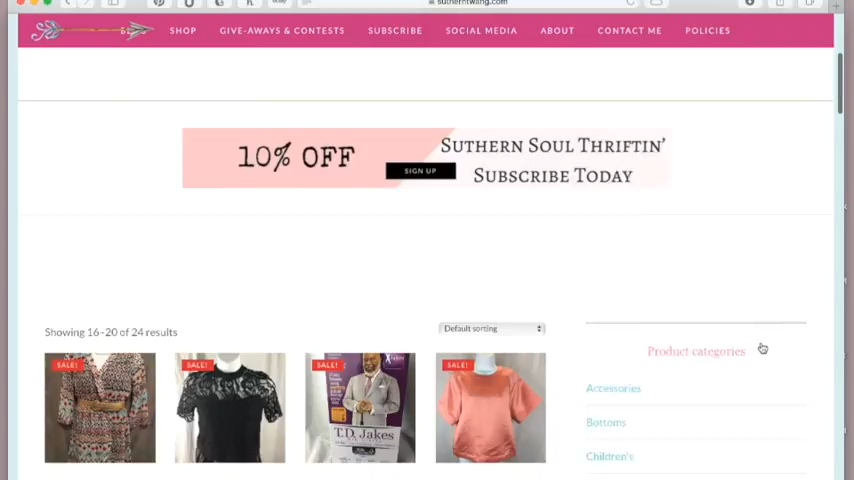 sutherntwang.com
SHOP
GIVE-AWAYS & CONTESTS
SUBSCRIBE
SOCIAL MEDIA
ABOUT
CONTACT ME
POLICIES
10% OFF
SIGN UP
SUTHERN SOUL THRIFTIN'
SUBSCRIBE TODAY
Showing 16–20 of 24 results
Default sorting
Product categories
SALE!
SALE!
SALE!
SALE!
T.D. Jakes
Accessories
Bottoms
Children's